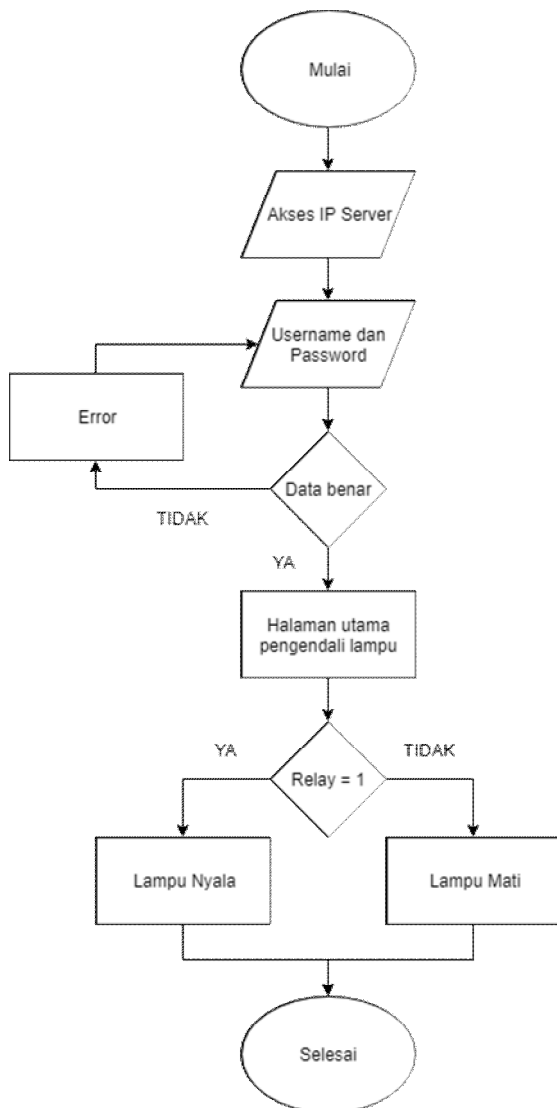 Mulai
Akses IP Server
Username dan
Password
Error
Data benar
TIDAK
YA
Halaman utama
pengendali lampu
YA
TIDAK
Relay = 1
Lampu Nyala
Lampu Mati
Selesai